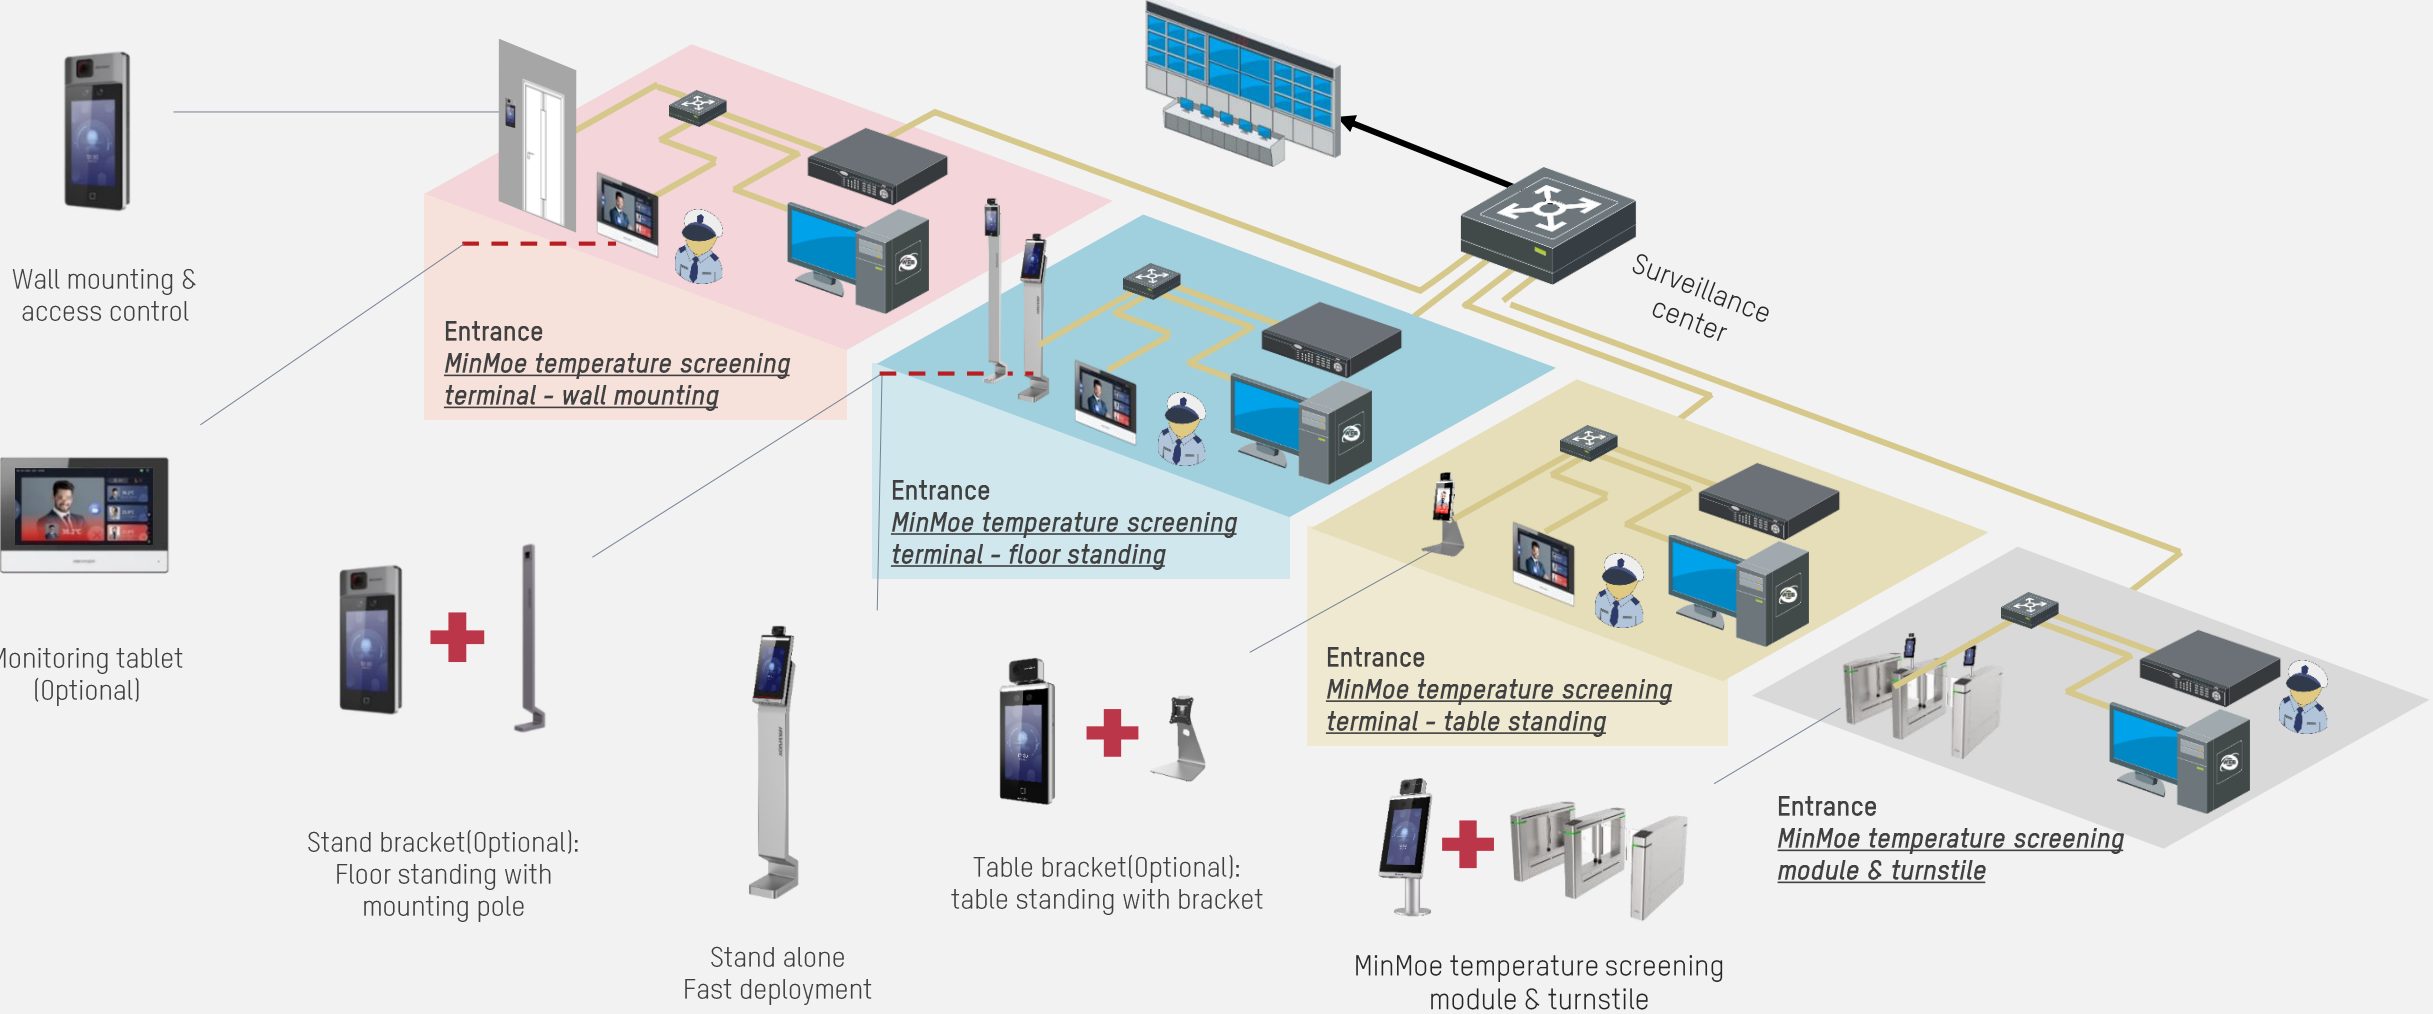 Wall mounting &
access control
Monitoring tablet
(Optional)
Entrance
MinMoe temperature screening
terminal - wall mounting
Surveillance
center
Entrance
MinMoe temperature screening
terminal - floor standing
Entrance
MinMoe temperature screening
terminal - table standing
Entrance
MinMoe temperature screening
module & turnstile
Stand bracket(Optional):
Floor standing with
mounting pole
Stand alone
Fast deployment
Table bracket(Optional):
table standing with bracket
MinMoe temperature screening
module & turnstile